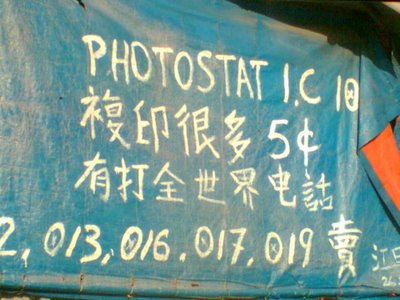 PHOTOSTAT I.C 10
複印很多 5¢
有打全世界电話
2, 013, 016. 017. 019 賣